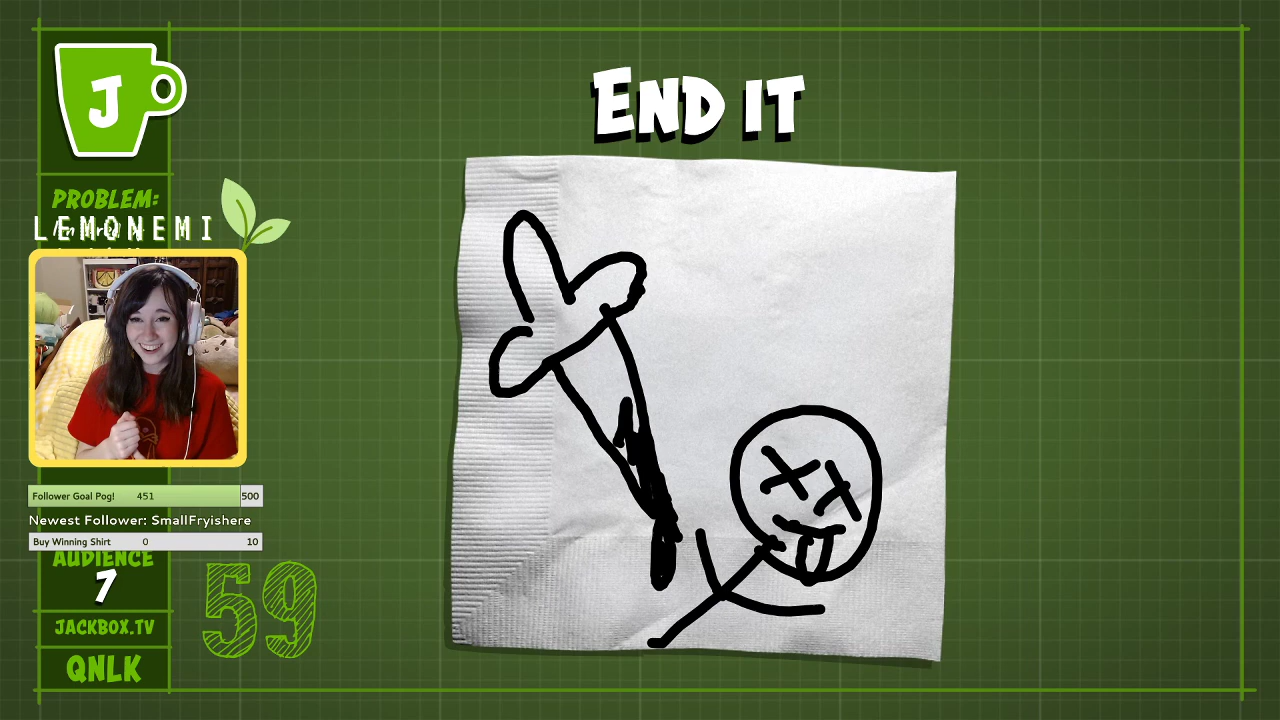 J
END IT
PROBLEM:
LEMONEMI
Follower Goal Pog! 451 500
Newest Follower: SmallFryishere
Buy Winning Shirt 0 10
AUDIENCE
7
59
JACKBOX.TV
QNLK